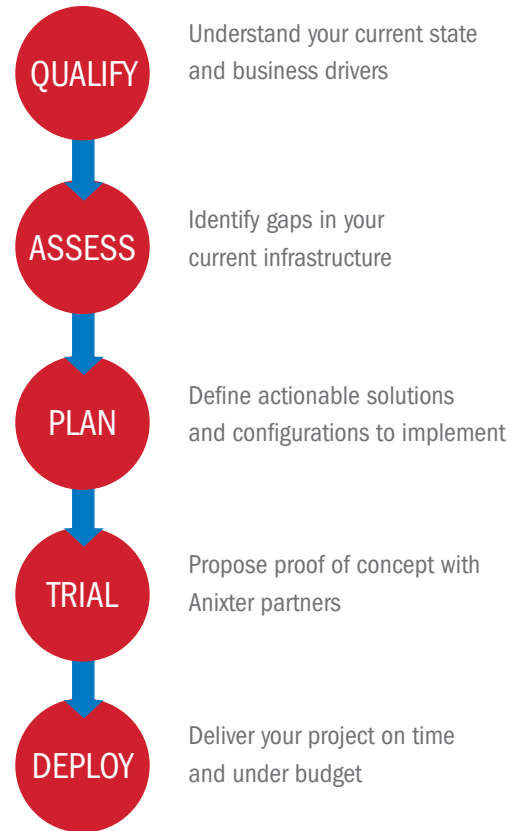 QUALIFY
Understand your current state
and business drivers
ASSESS
Identify gaps in your
current infrastructure
PLAN
Define actionable solutions
and configurations to implement
TRIAL
Propose proof of concept with
Anixter partners
DEPLOY
Deliver your project on time
and under budget